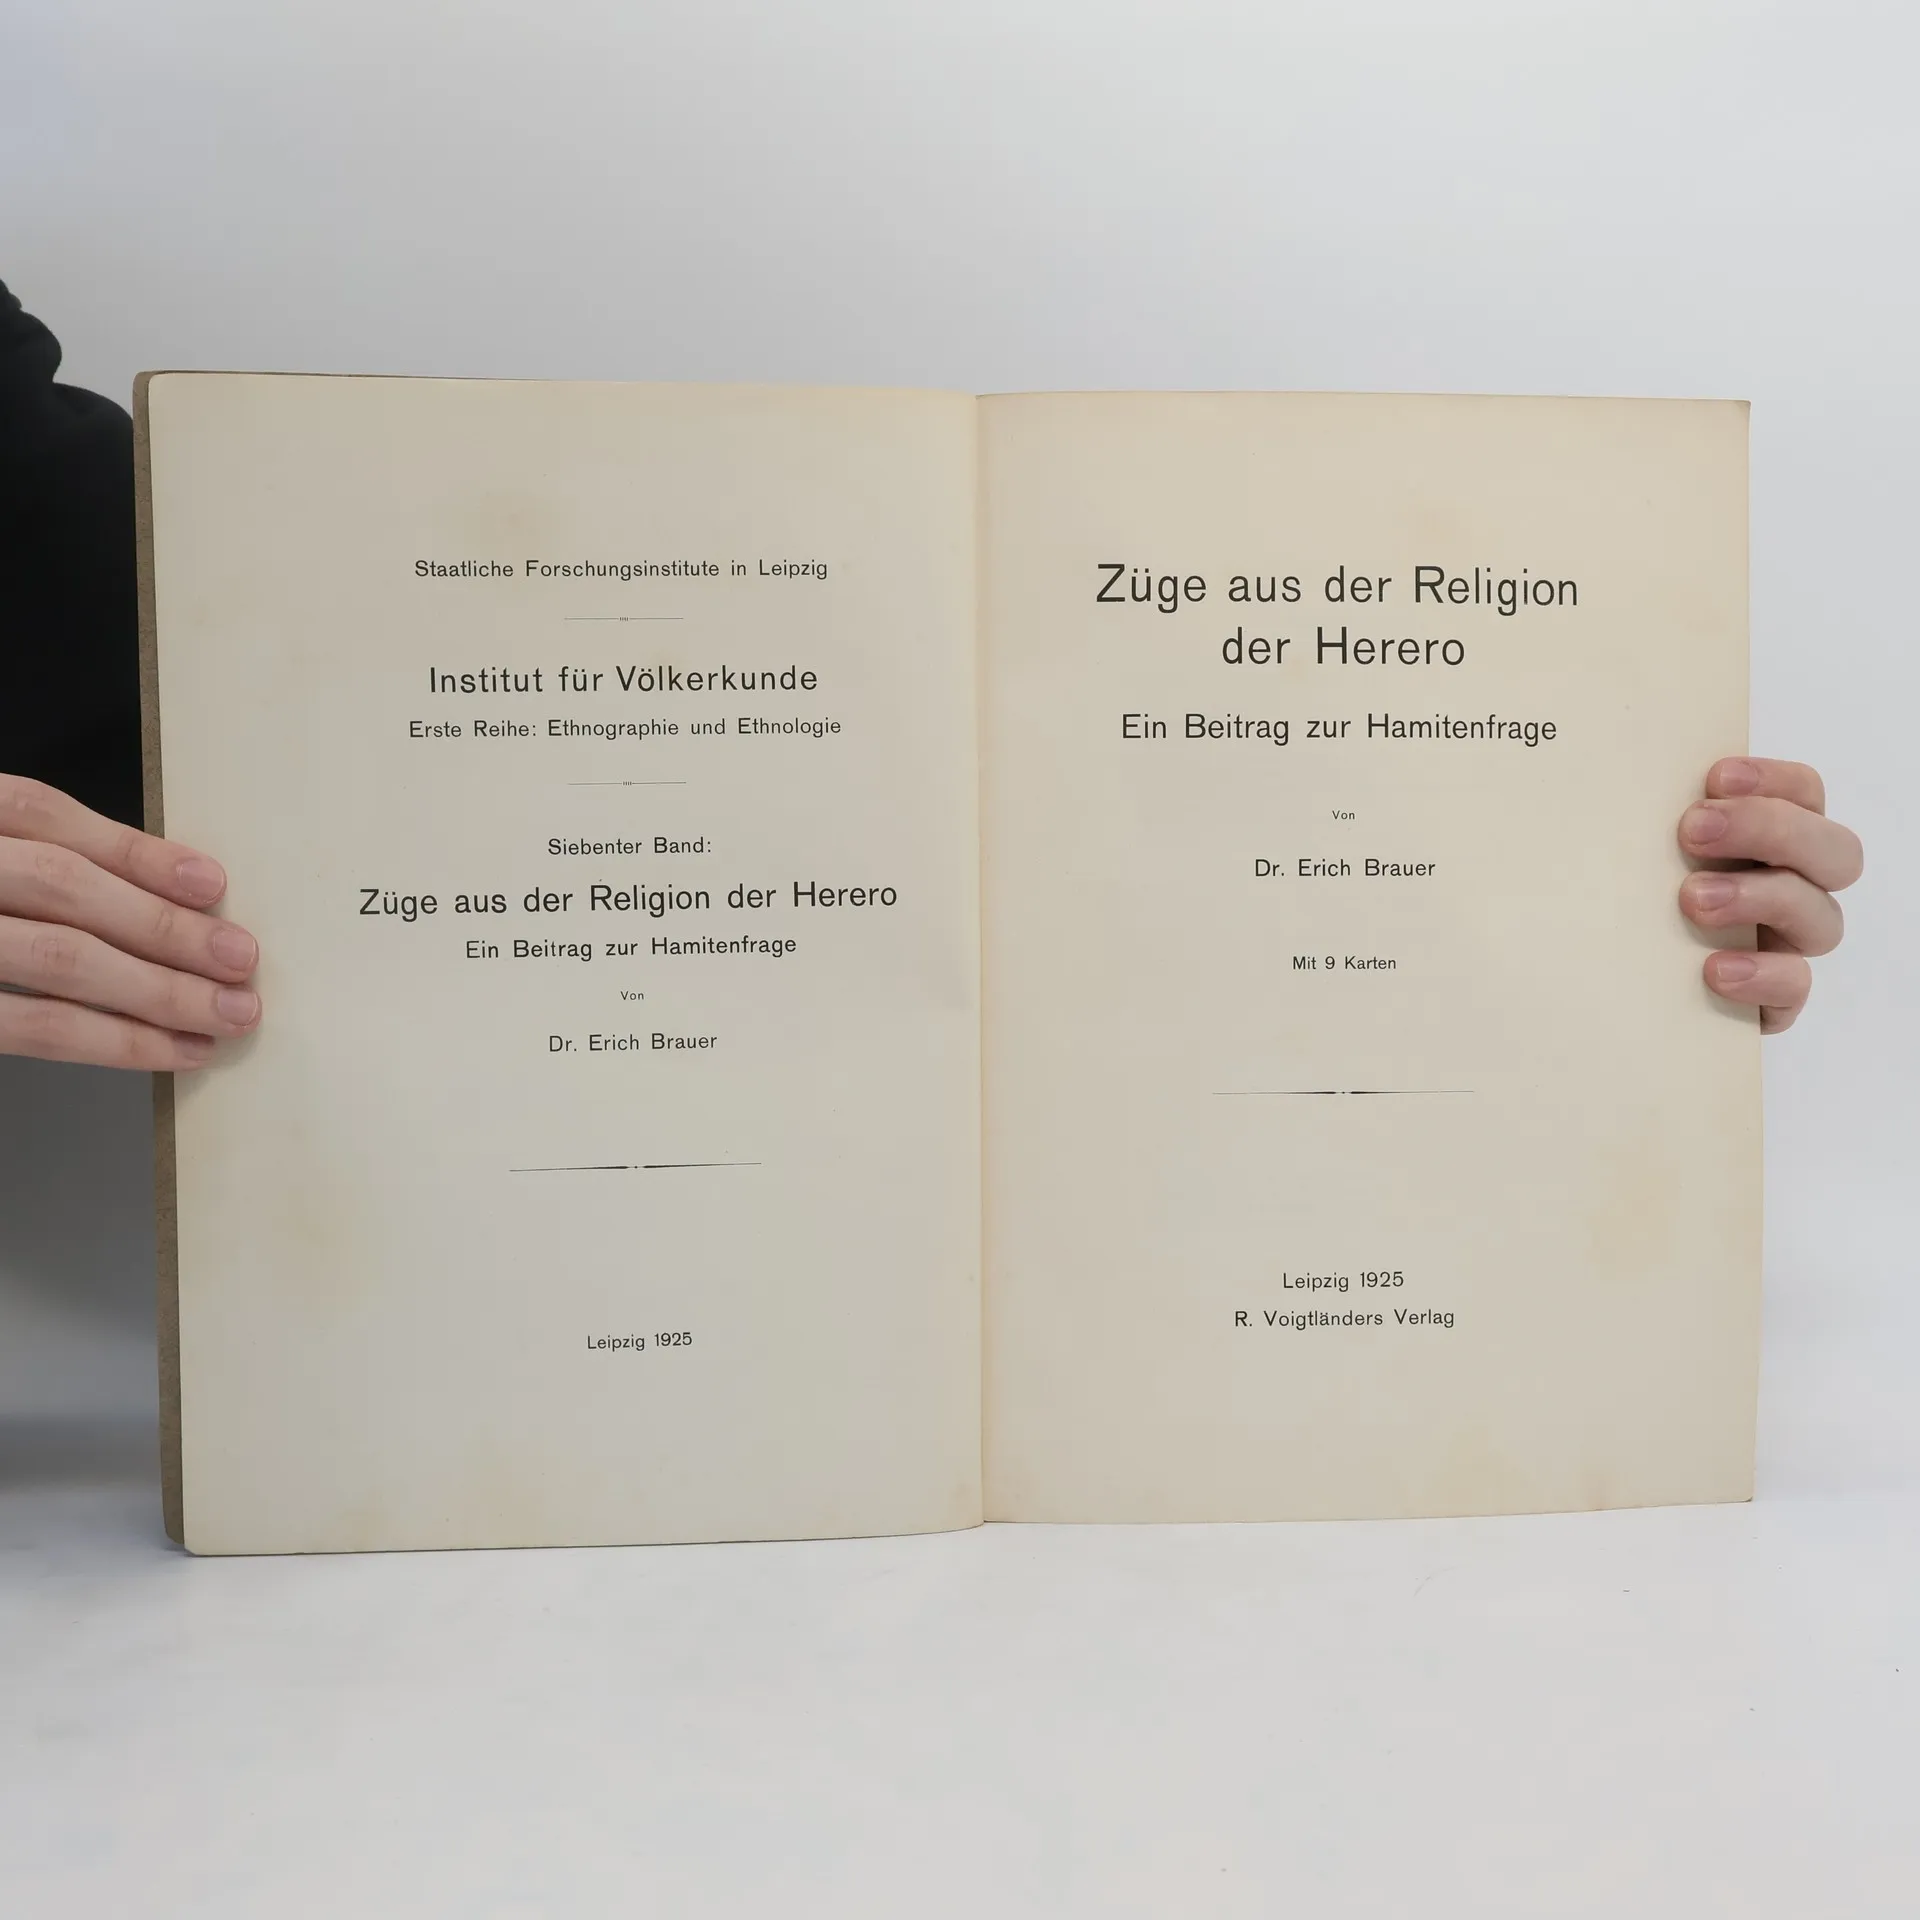 Staatliche Forschungsinstitute in Leipzig
Institut für Völkerkunde
Erste Reihe: Ethnographie und Ethnologie
Siebenter Band:
Züge aus der Religion der Herero
Ein Beitrag zur Hamitenfrage
Von
Dr. Erich Brauer
Leipzig 1925
Züge aus der Religion
der Herero
Ein Beitrag zur Hamitenfrage
Von
Dr. Erich Brauer
Mit 9 Karten
Leipzig 1925
R. Voigtländers Verlag